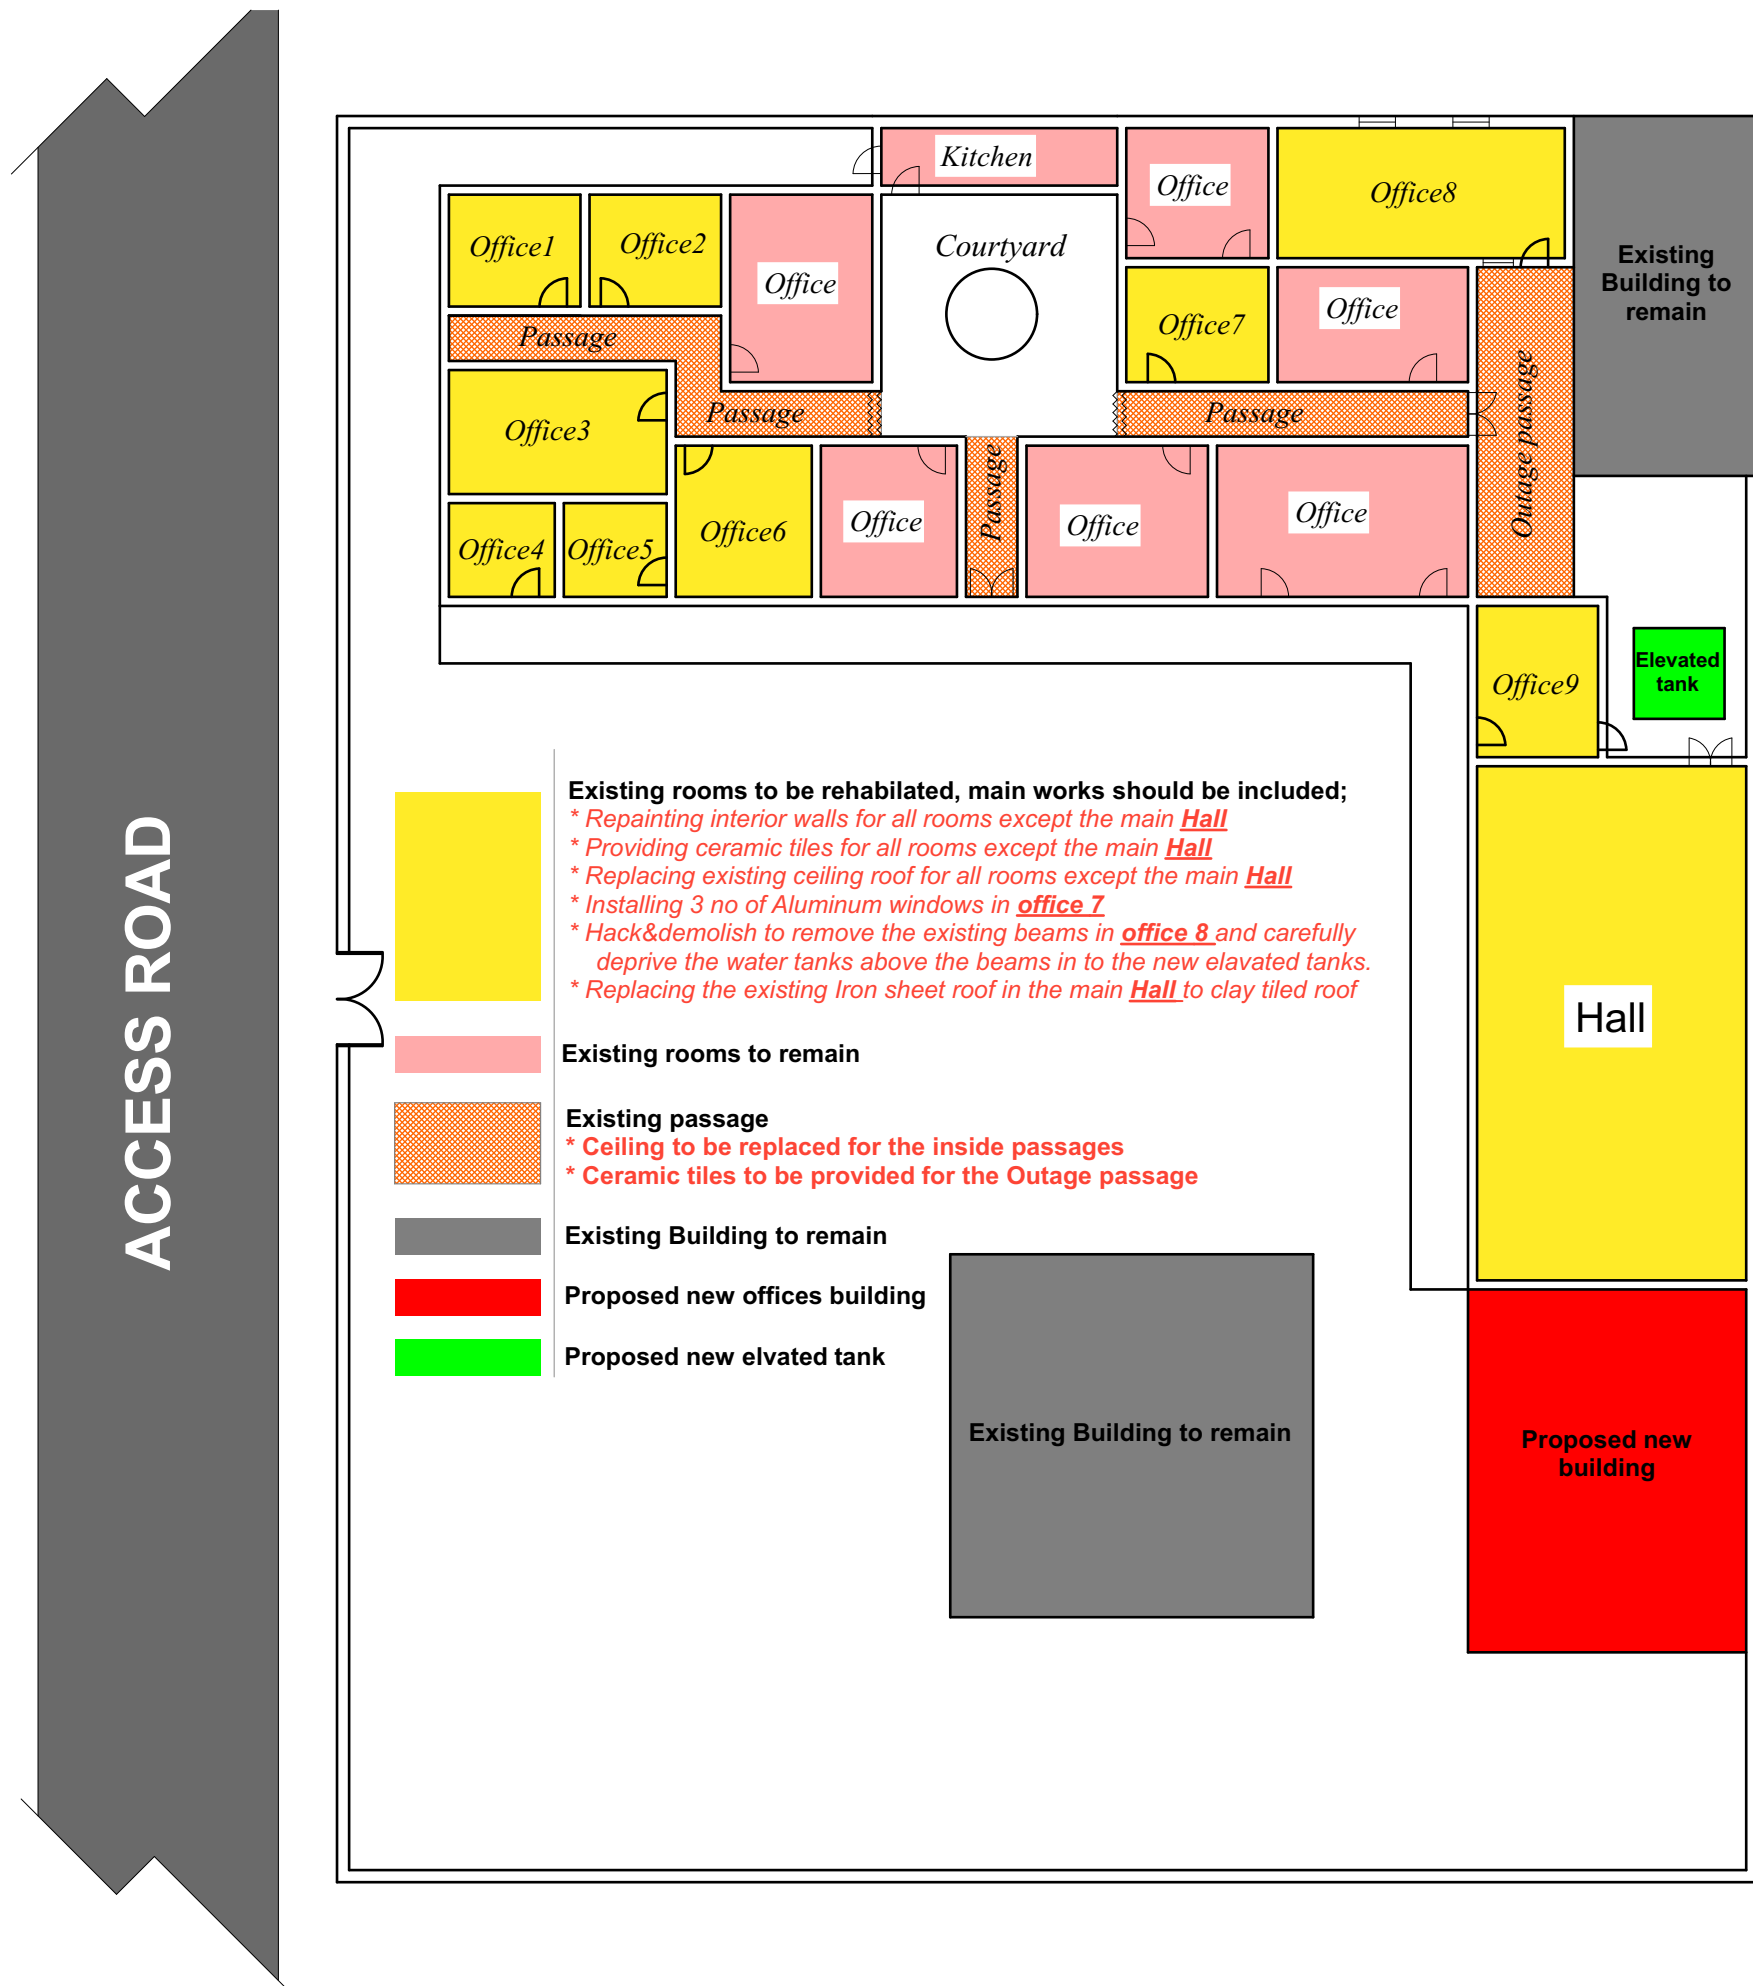 Kitchen
Office
Office8
Office1
Office2
Office
Courtyard
Existing
Building to
remain
Office7
Office
Passage
Passage
Passage
Outage passage
Office3
Passage
Office4
Office5
Office6
Office
Office
Office
Office9
Elevated
tank
ACCESS ROAD
Existing rooms to be rehabilated, main works should be included;
* Repainting interior walls for all rooms except the main Hall
* Providing ceramic tiles for all rooms except the main Hall
* Replacing existing ceiling roof for all rooms except the main Hall
* Installing 3 no of Aluminum windows in office 7
* Hack&demolish to remove the existing beams in office 8 and carefully
deprive the water tanks above the beams in to the new elavated tanks.
* Replacing the existing Iron sheet roof in the main Hall to clay tiled roof
Hall
Existing rooms to remain
Existing passage
* Ceiling to be replaced for the inside passages
* Ceramic tiles to be provided for the Outage passage
Existing Building to remain
Proposed new offices building
Proposed new elvated tank
Existing Building to remain
Proposed new
building